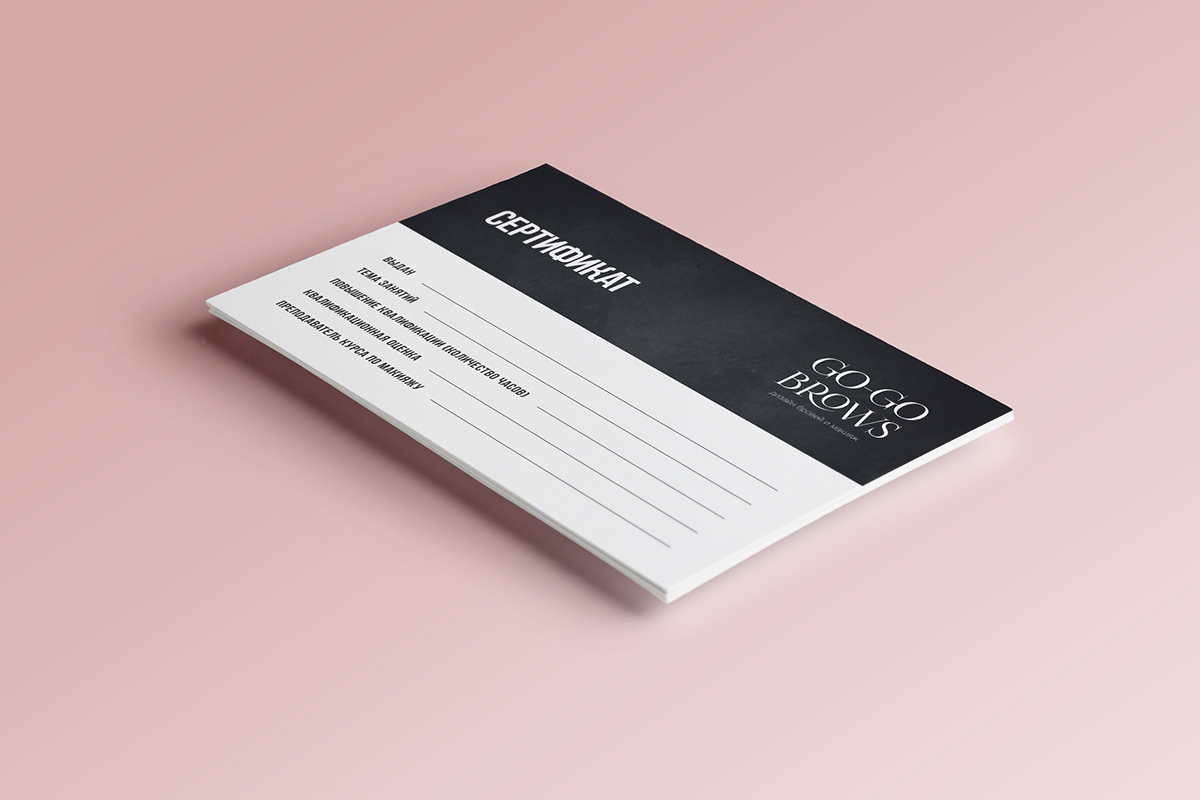 СЕРТИФИКАТ
GO-GO
BROWS
дизайн бровей и макияж
ВЫДАН
ТЕМА ЗАНЯТИЙ
ПОВЫШЕНИЕ КВАЛИФИКАЦИИ (КОЛИЧЕСТВО ЧАСОВ)
КВАЛИФИКАЦИОННАЯ ОЦЕНКА
ПРЕПОДАВАТЕЛЬ КУРСА ПО МАКИЯЖУ